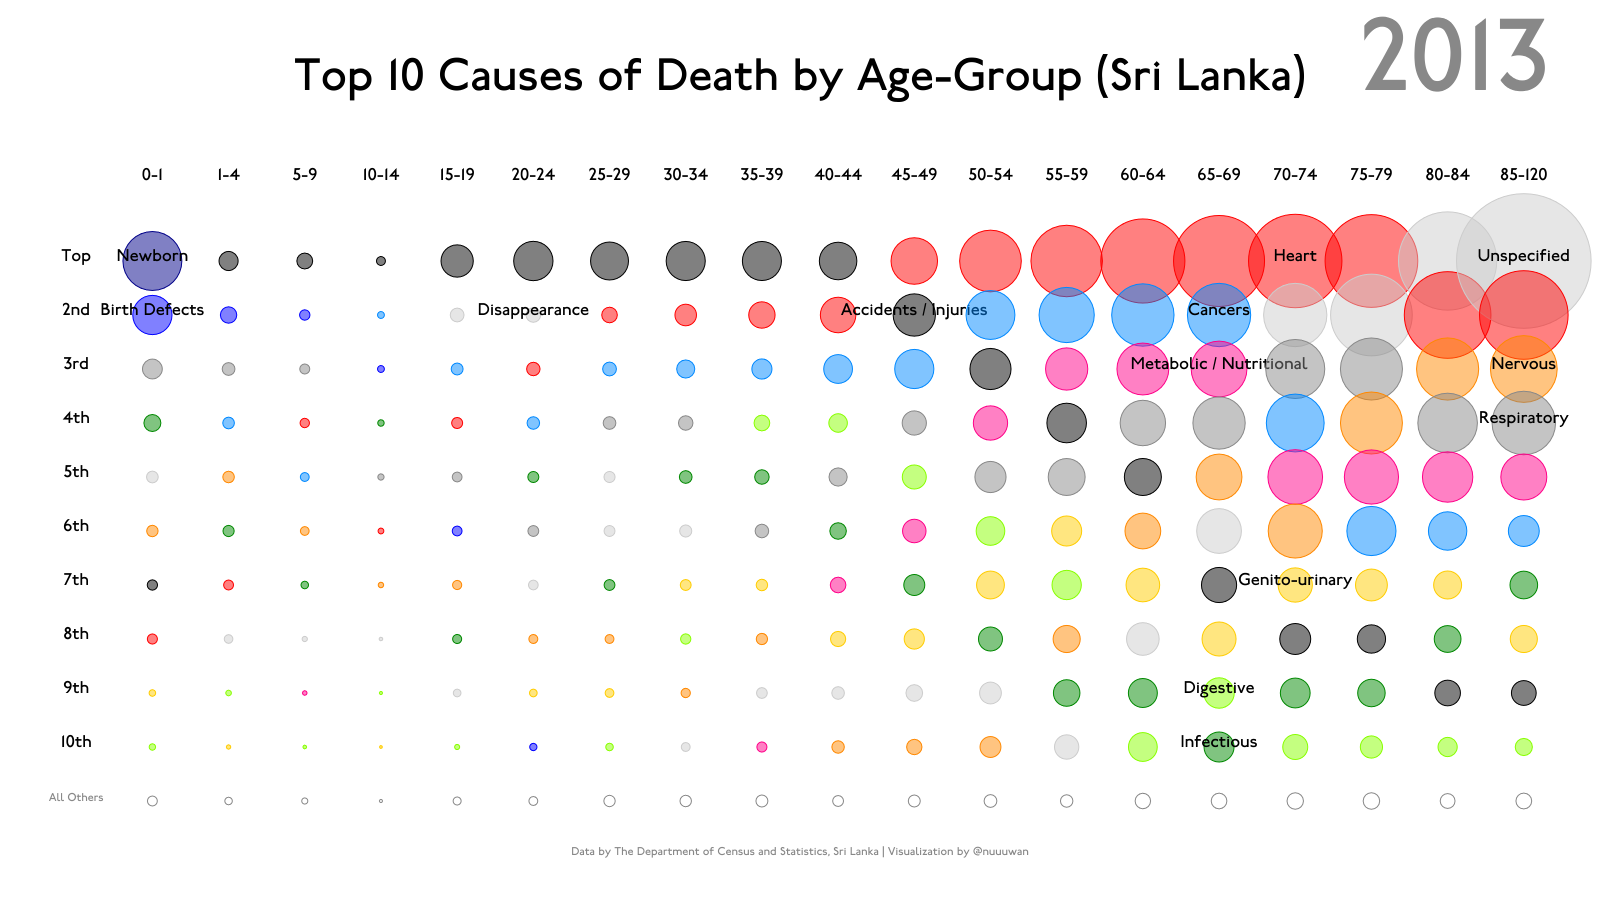 2013
Top 10 Causes of Death by Age-Group (Sri Lanka)
0-1 1-4 5-9 10-14 15-19 20-24 25-29 30-34 35-39 40-44 45-49 50-54 55-59 60-64 65-69 70-74 75-79 80-84 85-120
Top Newborn Heart Unspecified
2nd Birth Defects Disappearance Accidents / Injuries Cancers
3rd Metabolic / Nutritional Nervous
4th Respiratory
5th
6th
7th Genito-urinary
8th
9th Digestive
10th Infectious
All Others
Data by The Department of Census and Statistics, Sri Lanka | Visualization by @nuuuwan